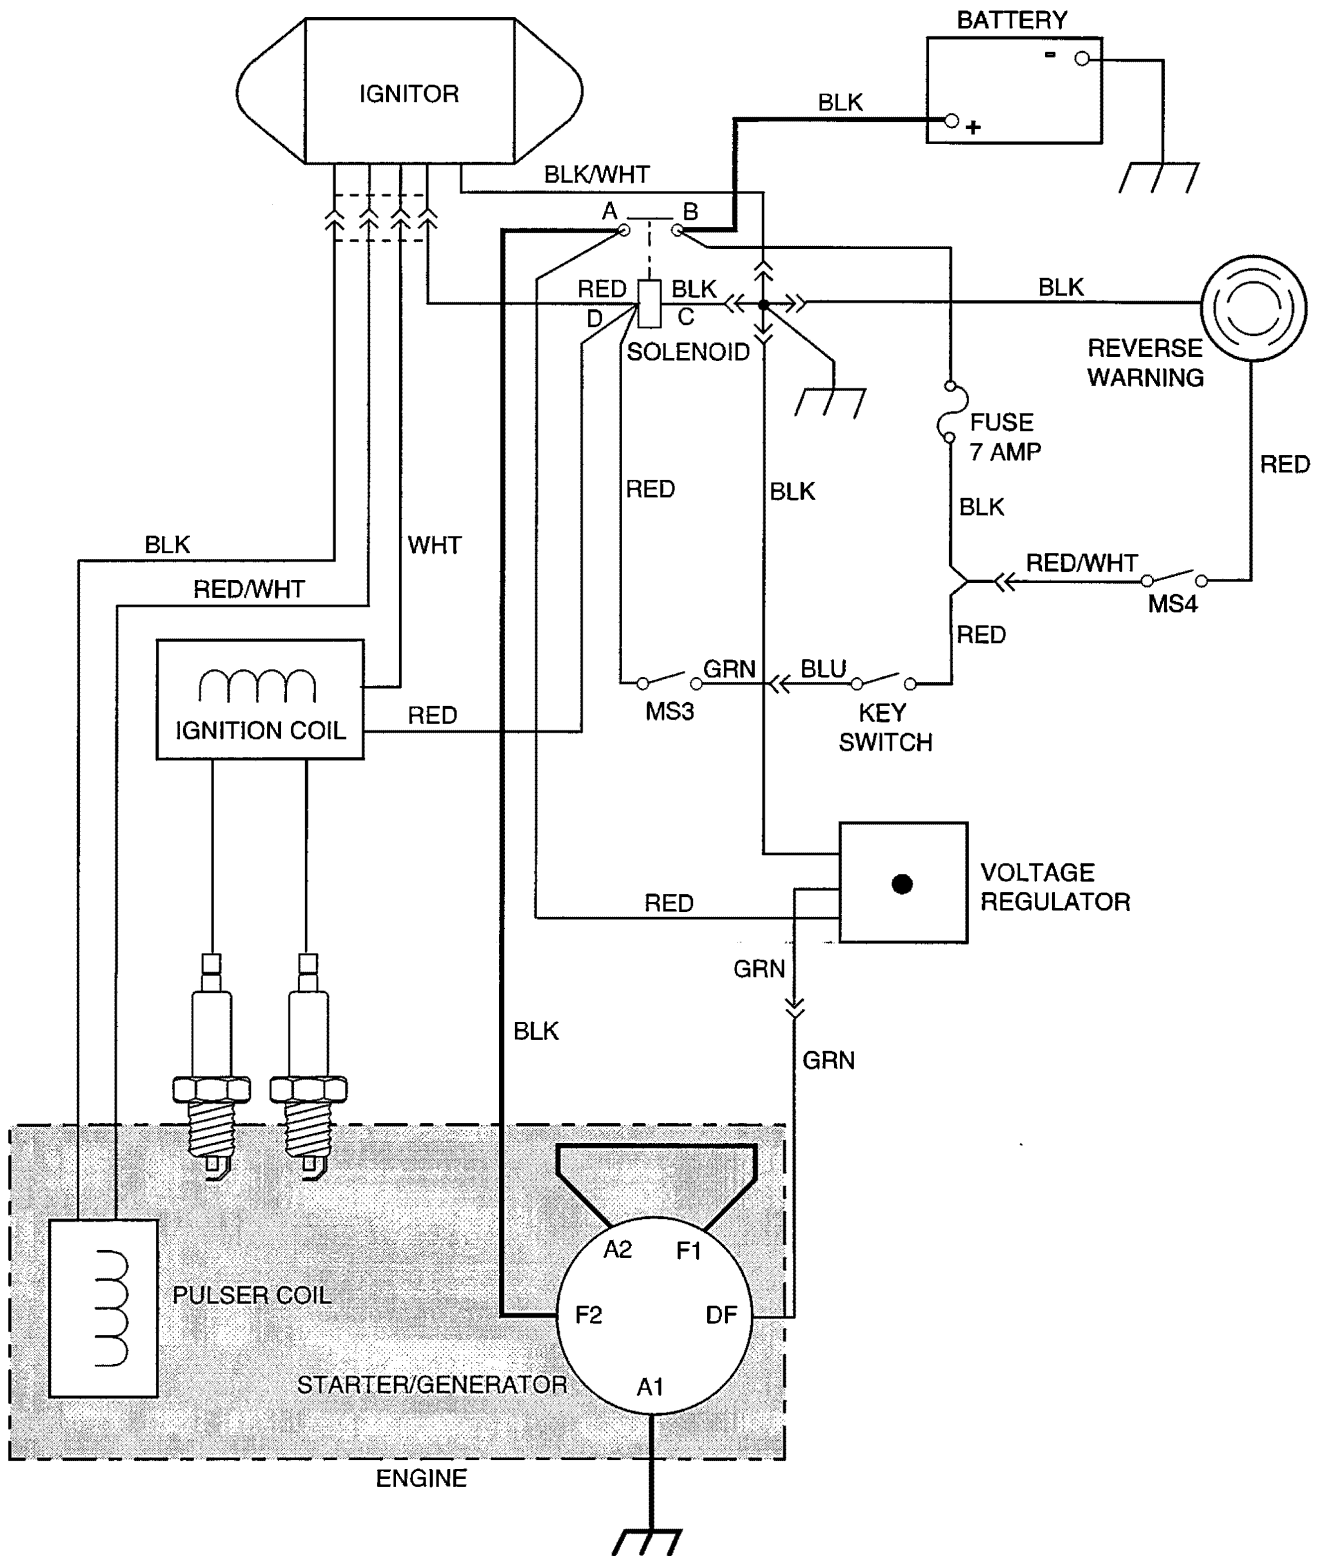 BATTERY
IGNITOR
-
BLK
+
BLK/WHT
A
B
RED
BLK
BLK
D
C
SOLENOID
REVERSE
WARNING
FUSE
7 AMP
RED
RED
BLK
BLK
BLK
WHT
RED/WHT
RED/WHT
MS4
RED
GRN
BLU
MS3
KEY
SWITCH
RED
IGNITION COIL
VOLTAGE
REGULATOR
RED
GRN
BLK
GRN
A2
F1
PULSER COIL
F2
DF
STARTER/GENERATOR
A1
ENGINE